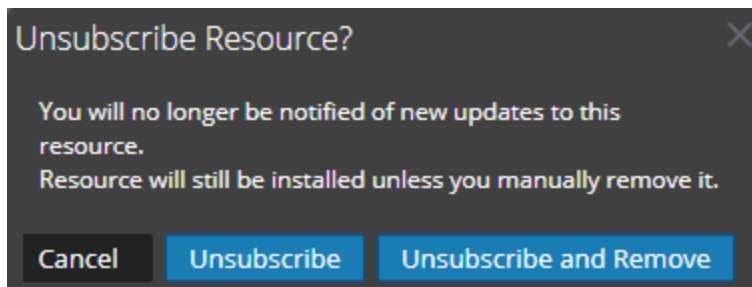 Unsubscribe Resource?
You will no longer be notified of new updates to this
resource.
Resource will still be installed unless you manually remove it.
Cancel Unsubscribe Unsubscribe and Remove